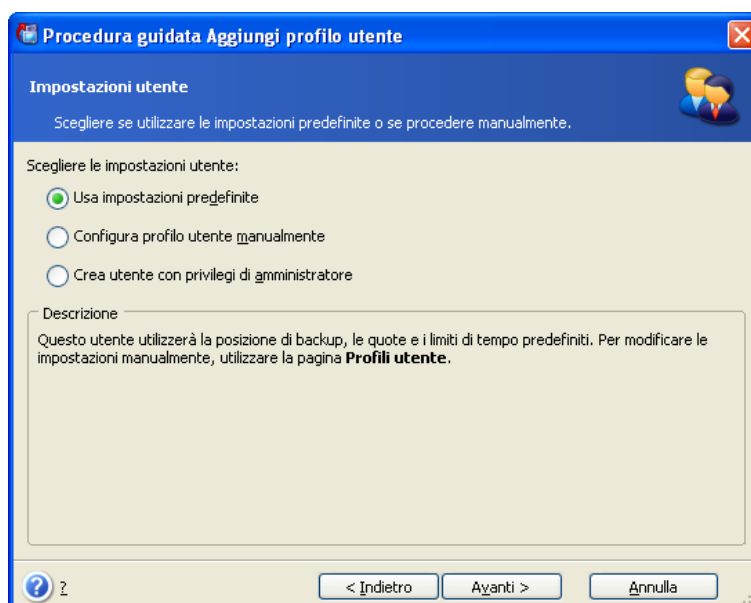 Procedura guidata Aggiungi profilo utente
Impostazioni utente
Scegliere se utilizzare le impostazioni predefinite o se procedere manualmente.
Scegliere le impostazioni utente:
Usa impostazioni predefinite
Configura profilo utente manualmente
Crea utente con privilegi di amministratore
Descrizione
Questo utente utilizzerà la posizione di backup, le quote e i limiti di tempo predefiniti. Per modificare le
impostazioni manualmente, utilizzare la pagina Profili utente.
? ? < Indietro Avanti > Annulla